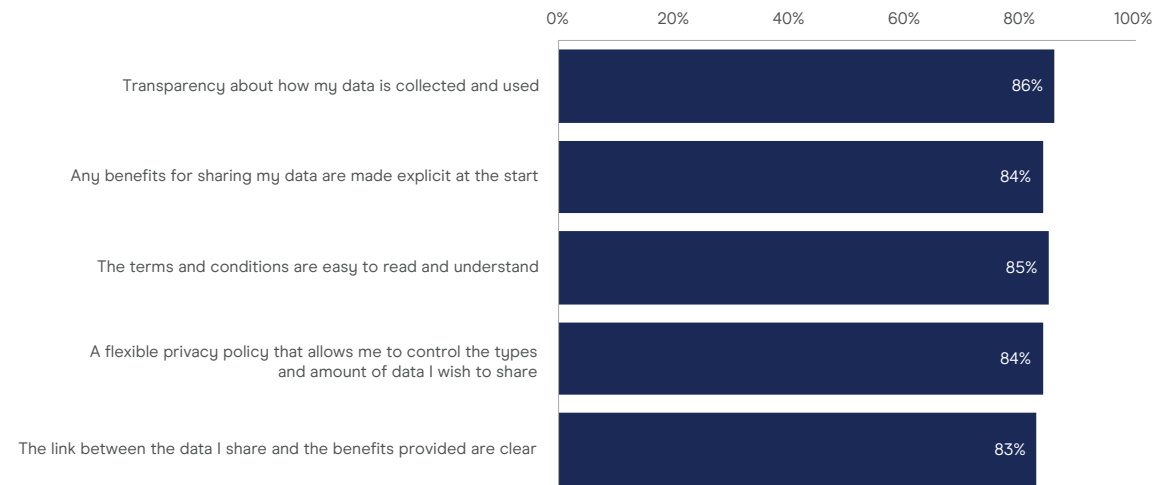 0% 20% 40% 60% 80% 100%
Transparency about how my data is collected and used 86%
Any benefits for sharing my data are made explicit at the start 84%
The terms and conditions are easy to read and understand 85%
A flexible privacy policy that allows me to control the types
and amount of data I wish to share 84%
The link between the data I share and the benefits provided are clear 83%